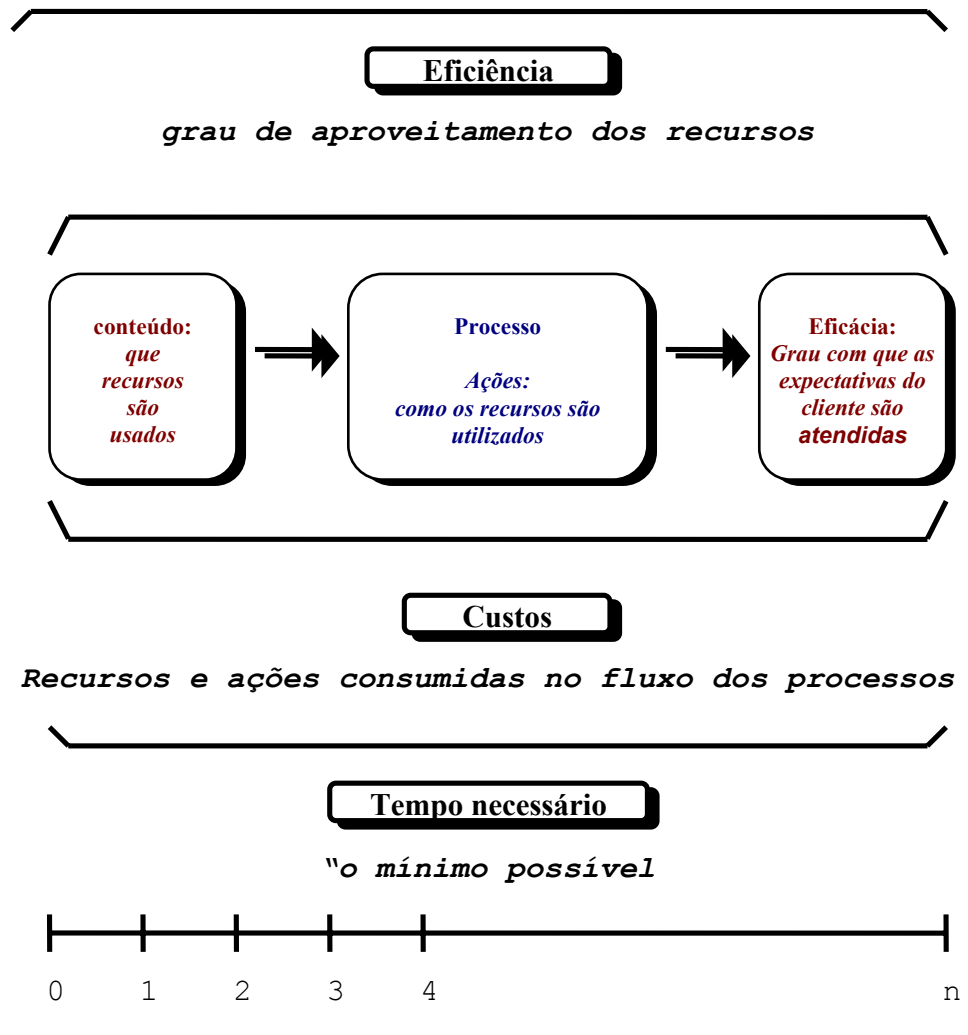 Eficiência
grau de aproveitamento dos recursos
conteúdo:
que
recursos
são
usados
Processo
Ações:
como os recursos são
utilizados
Eficácia:
Grau com que as
expectativas do
cliente são
atendidas
Custos
Recursos e ações consumidas no fluxo dos processos
Tempo necessário
“o mínimo possível
0 1 2 3 4 n